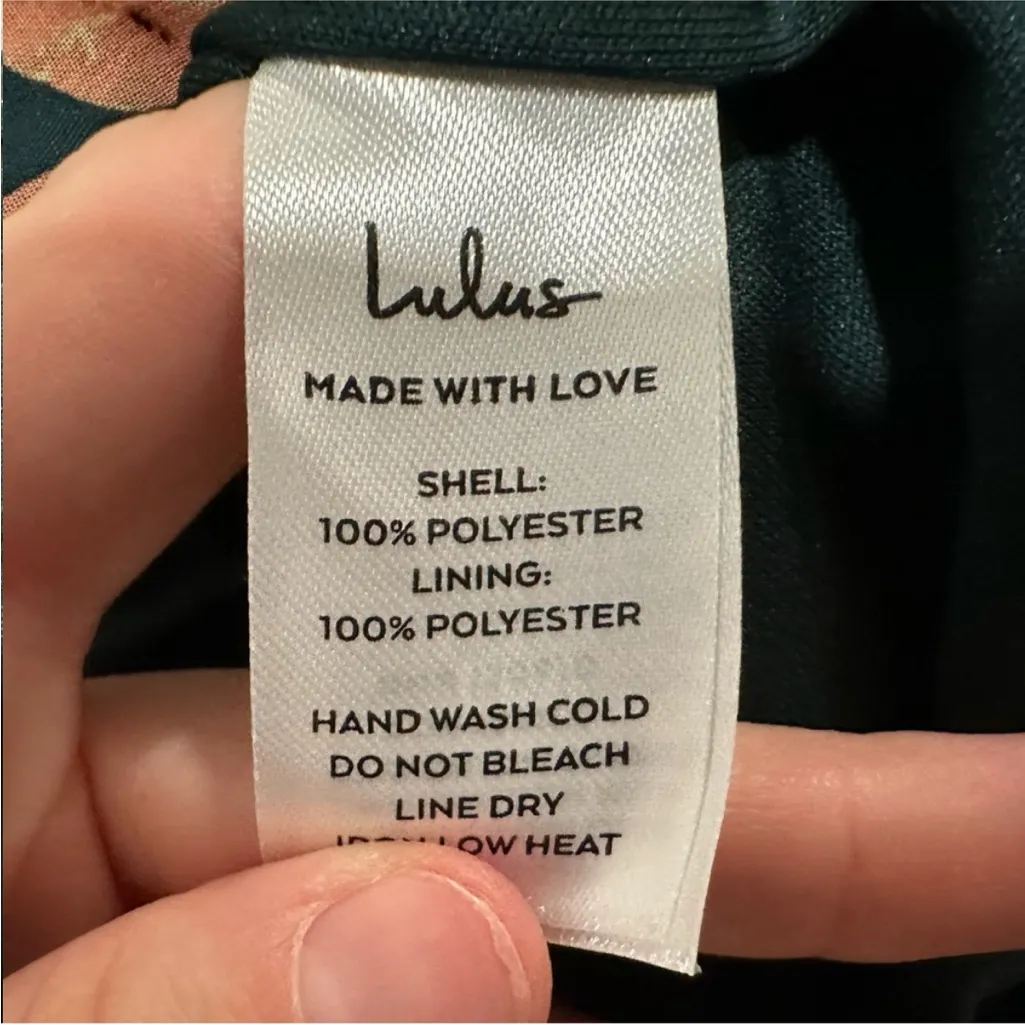 Lulus
MADE WITH LOVE
SHELL:
100% POLYESTER
LINING:
100% POLYESTER
HAND WASH COLD
DO NOT BLEACH
LINE DRY
IRON LOW HEAT